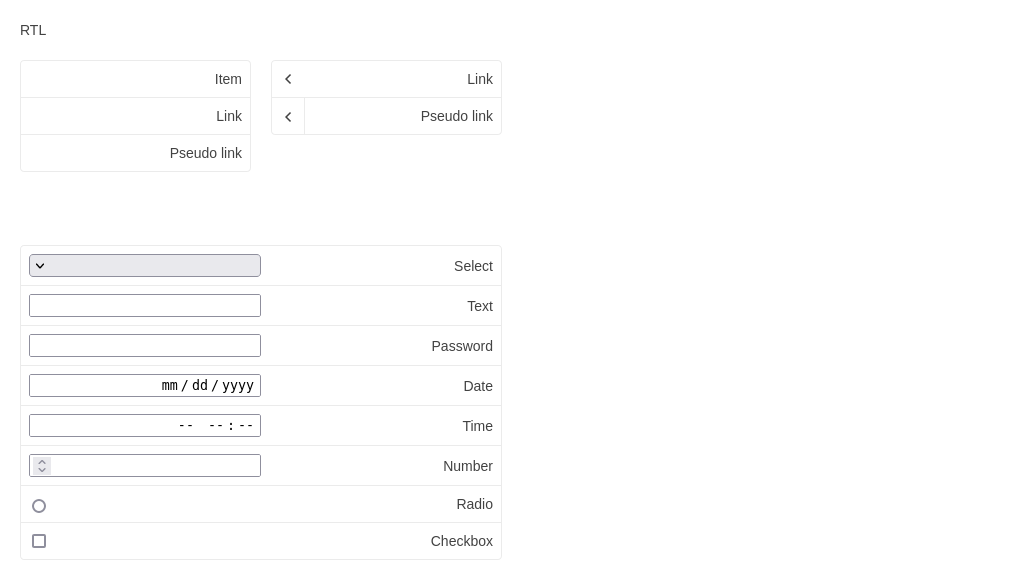 RTL
Item
Link
Pseudo link
Link
Pseudo link
Select
Text
Password
mm/dd/yyyy Date
-- --:-- Time
Number
Radio
Checkbox